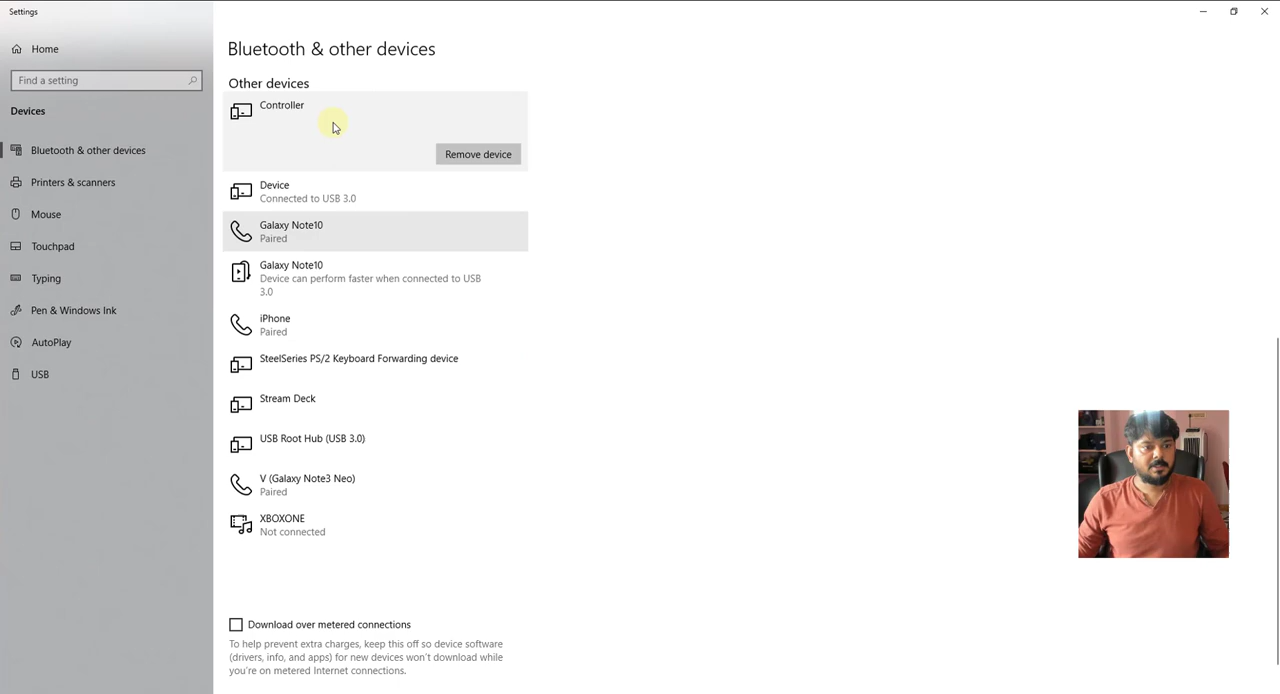 Settings
Home
Find a setting
Devices
Bluetooth & other devices
Printers & scanners
Mouse
Touchpad
Typing
Pen & Windows Ink
AutoPlay
USB
Bluetooth & other devices
Other devices
Controller
Remove device
Device
Connected to USB 3.0
Galaxy Note10
Paired
Galaxy Note10
Device can perform faster when connected to USB
3.0
iPhone
Paired
SteelSeries PS/2 Keyboard Forwarding device
Stream Deck
USB Root Hub (USB 3.0)
V (Galaxy Note3 Neo)
Paired
XBOXONE
Not connected
Download over metered connections
To help prevent extra charges, keep this off so device software
(drivers, info, and apps) for new devices won't download while
you're on metered Internet connections.